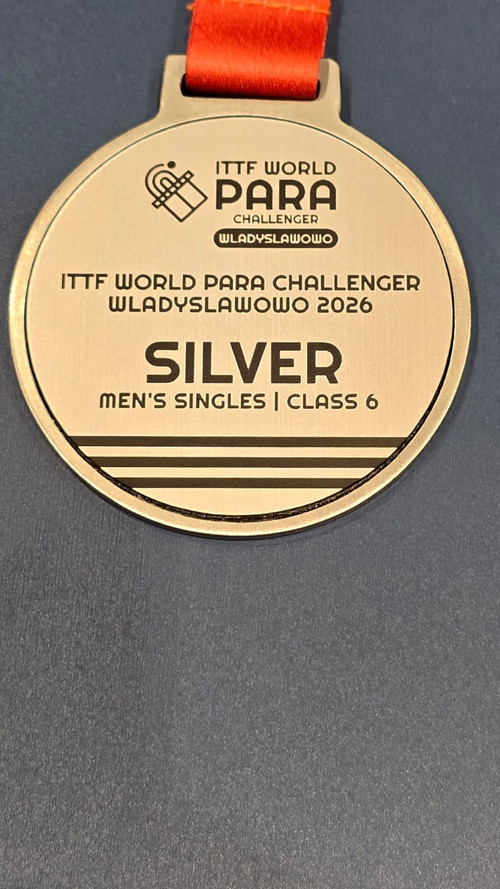 ITTF WORLD
PARA
CHALLENGER
WLADYSLAWOWO
ITTF WORLD PARA CHALLENGER
WLADYSLAWOWO 2026
SILVER
MEN'S SINGLES | CLASS 6